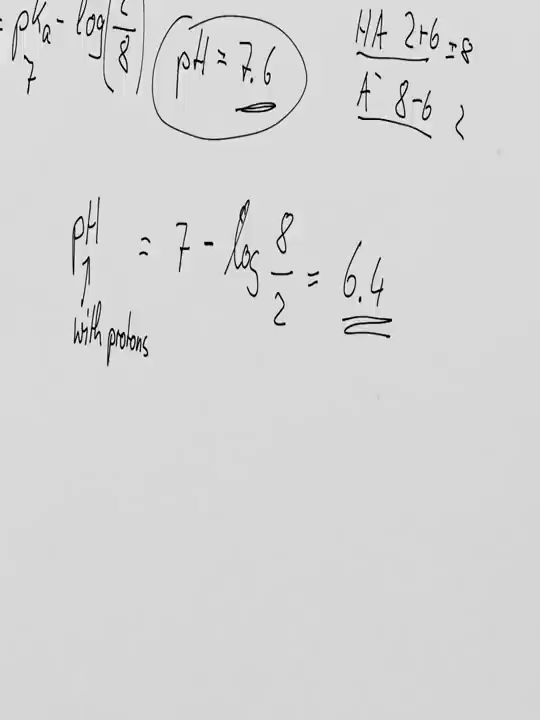 = pKa - log(2/8)
7
pH = 7.6
HA 2+6 = 8
A⁻ 8-6 2
pH = 7 - log 8/2 = 6.4
↑
with protons